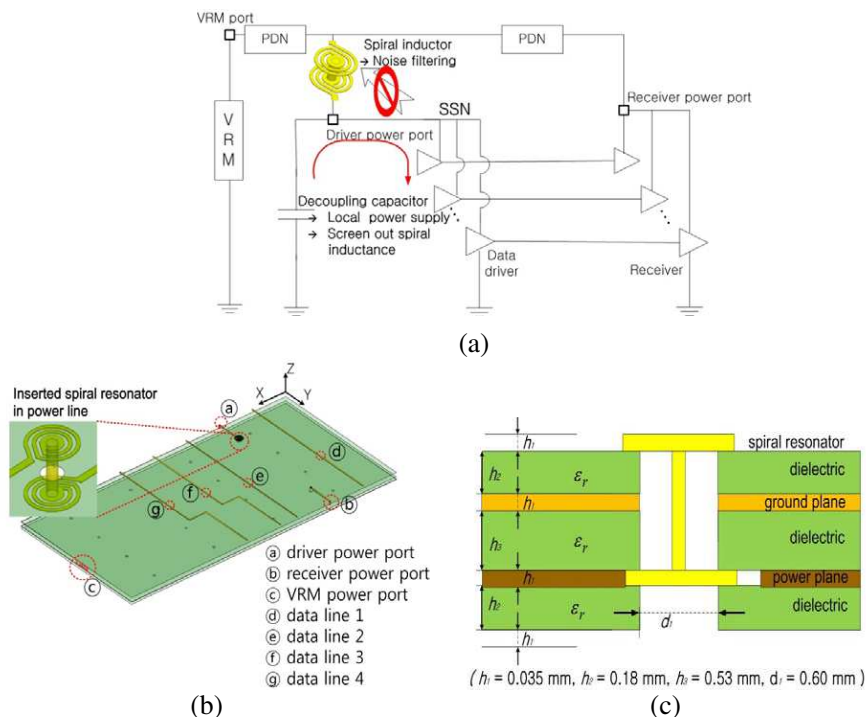 VRM port
PDN
Spiral inductor
→ Noise filtering
PDN
SSN
Receiver power port
VRM
Driver power port
Decoupling capacitor
→ Local power supply
→ Screen out spiral
inductance
Data
driver
Receiver
(a)
Inserted spiral resonator
in power line
Z
X
Y
ⓐ
ⓓ
ⓔ
ⓕ
ⓖ
ⓑ
ⓒ
ⓐ driver power port
ⓑ receiver power port
ⓒ VRM power port
ⓓ data line 1
ⓔ data line 2
ⓕ data line 3
ⓖ data line 4
(b)
h₁
spiral resonator
h₂
εr
dielectric
h₁
ground plane
h₃
εr
dielectric
h₁
power plane
h₂
εr
dielectric
d₁
h₁
( h₁ = 0.035 mm, h₂ = 0.18 mm, h₃ = 0.53 mm, d₁ = 0.60 mm )
(c)